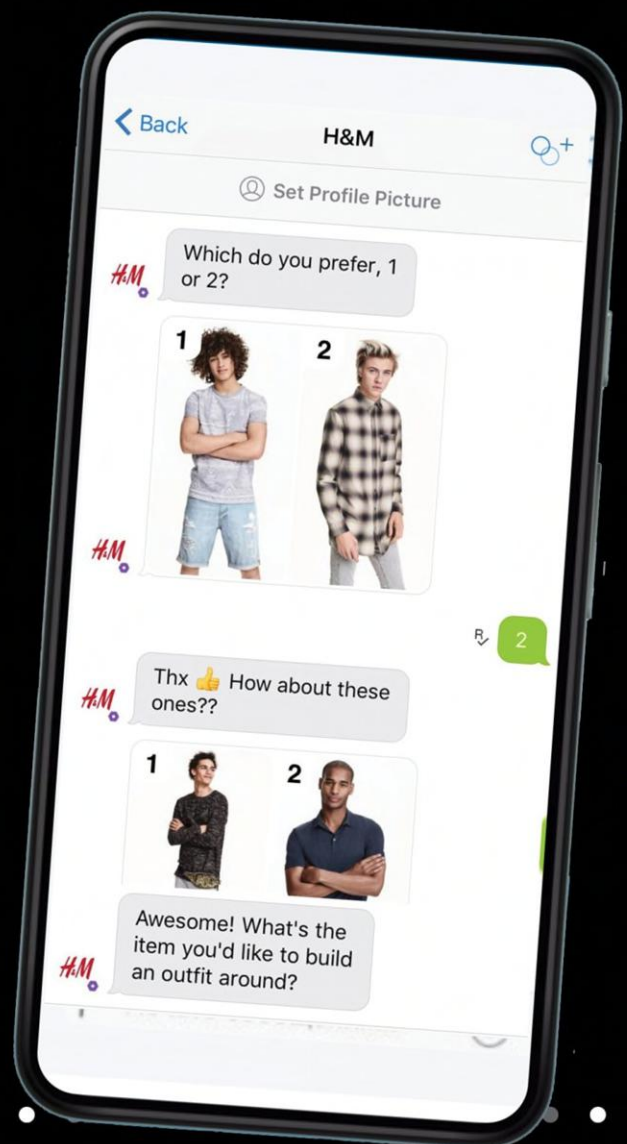 Back
H&M
Set Profile Picture
Which do you prefer, 1
or 2?
H&M
1
2
H&M
R
2
Thx 👍 How about these
ones??
H&M
1
2
Awesome! What's the
item you'd like to build
an outfit around?
H&M